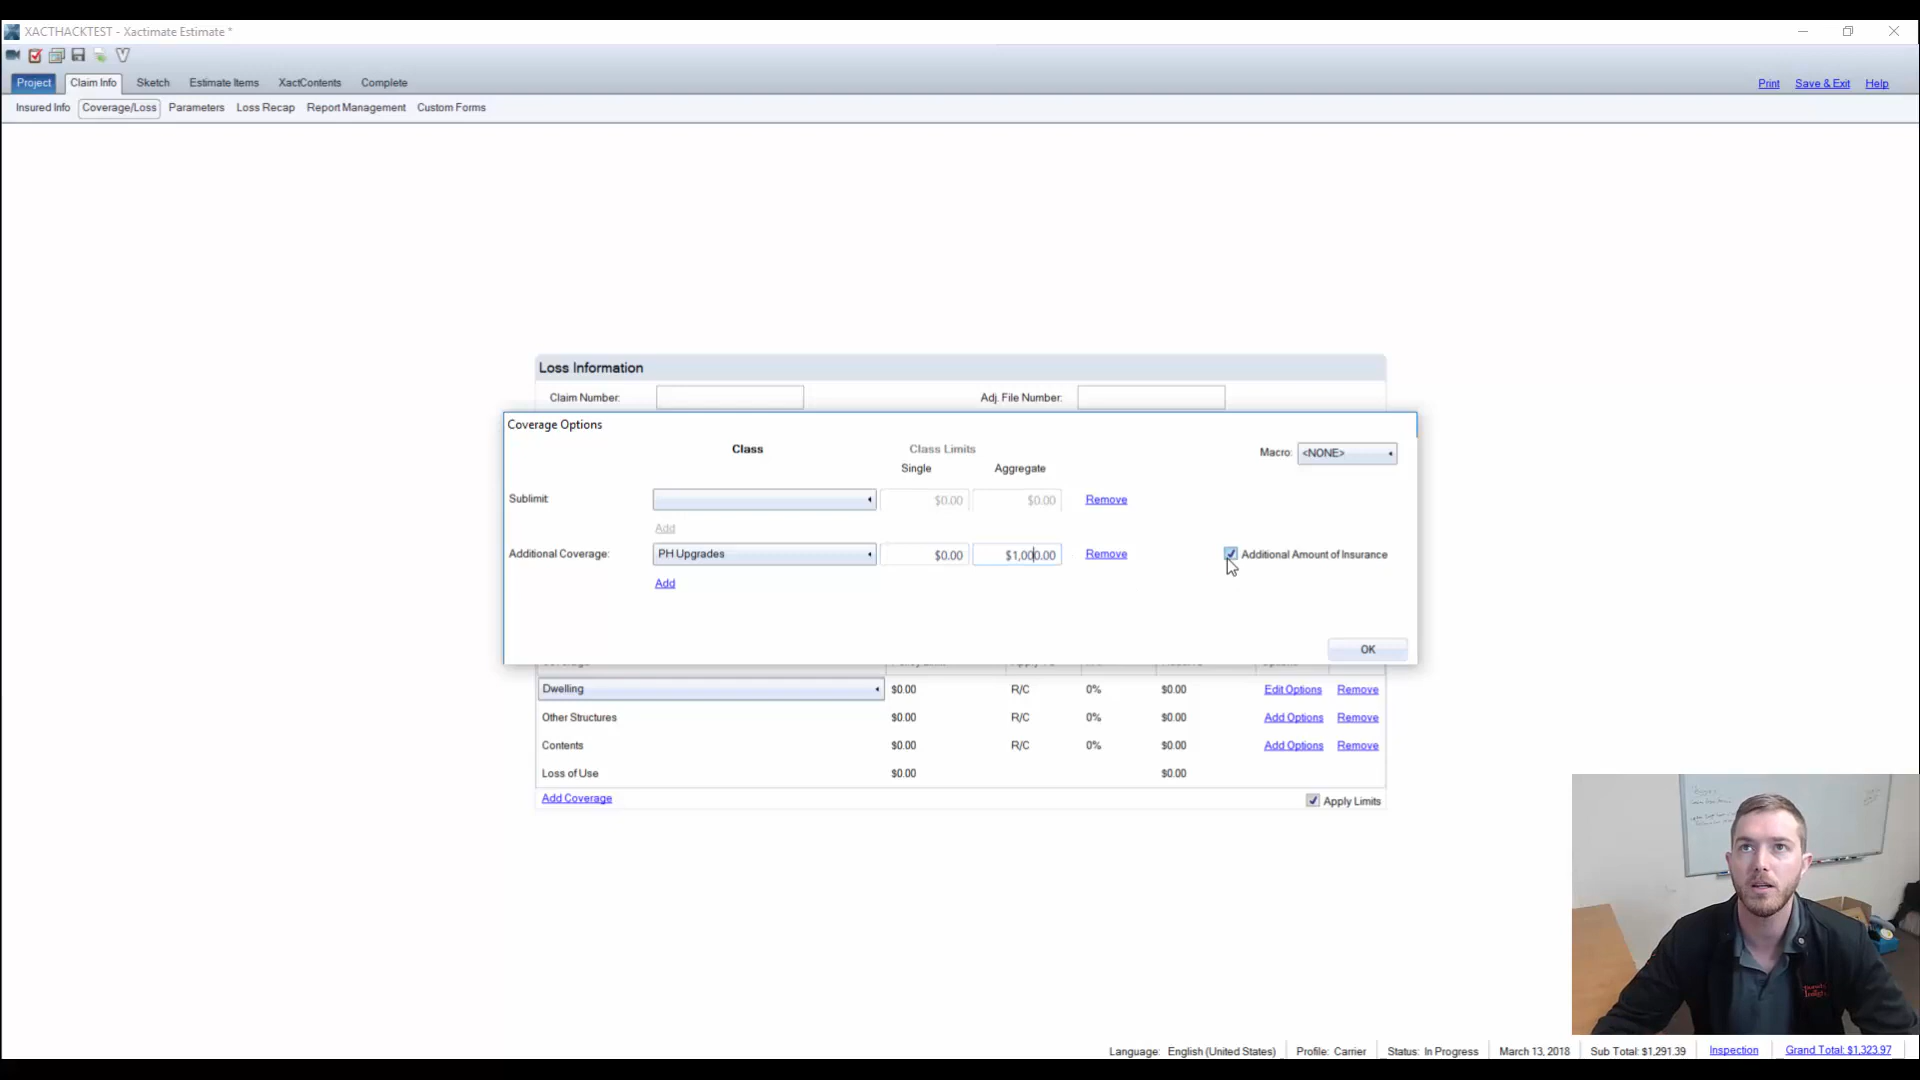 XACTHACKTEST - Xactimate Estimate *
Project Claim Info Sketch Estimate Items XactContents Complete
Print Save & Exit Help
Insured Info Coverage/Loss Parameters Loss Recap Report Management Custom Forms
Loss Information
Claim Number: Adj. File Number:
Coverage Options
Class Class Limits Macro: <NONE>
Single Aggregate
Sublimit: $0.00 $0.00 Remove
Add
Additional Coverage: PH Upgrades $0.00 $1,000.00 Remove Additional Amount of Insurance
Add
OK
Dwelling $0.00 R/C 0% $0.00 Edit Options Remove
Other Structures $0.00 R/C 0% $0.00 Add Options Remove
Contents $0.00 R/C 0% $0.00 Add Options Remove
Loss of Use $0.00 $0.00
Add Coverage Apply Limits
Language: English (United States) Profile: Carrier Status: In Progress March 13, 2018 Sub Total: $1,291.39 Inspection Grand Total: $1,323.97